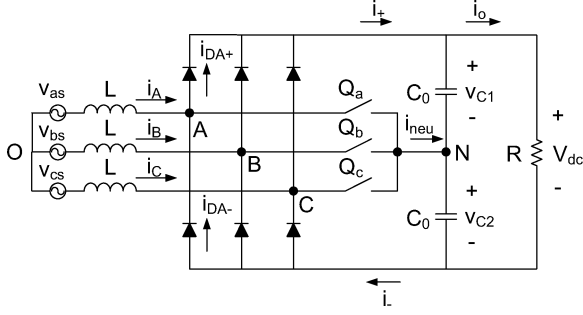 i+ io
iDA+
vas L iA Qa C0 + vC1 -
A
vbs L iB Qb ineu
O B N R + Vdc -
vcs L iC Qc
C
iDA- C0 + vC2 -
i-